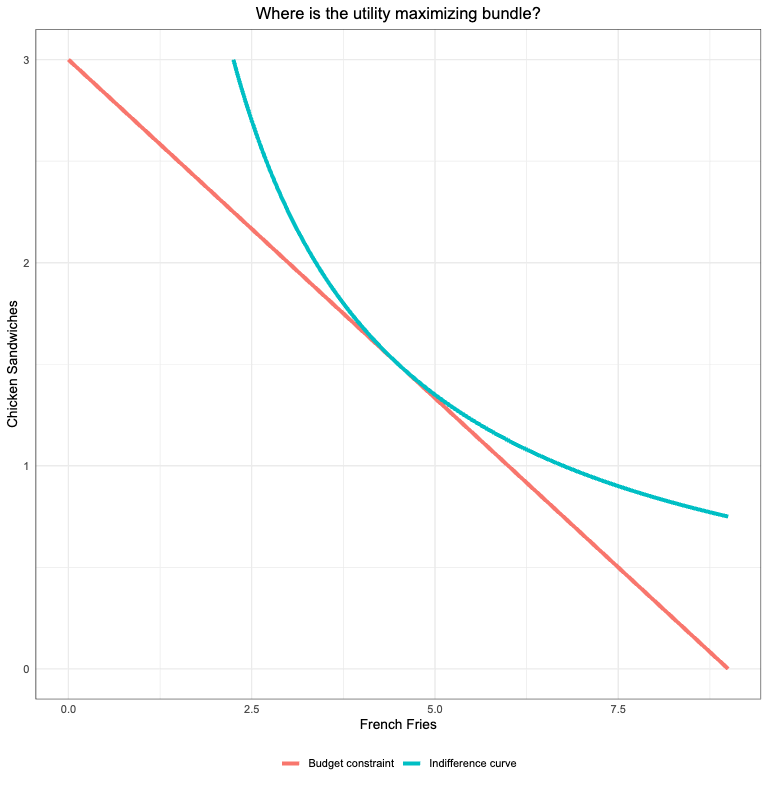 Where is the utility maximizing bundle?
3
2
1
0
Chicken Sandwiches
0.0 2.5 5.0 7.5
French Fries
Budget constraint Indifference curve